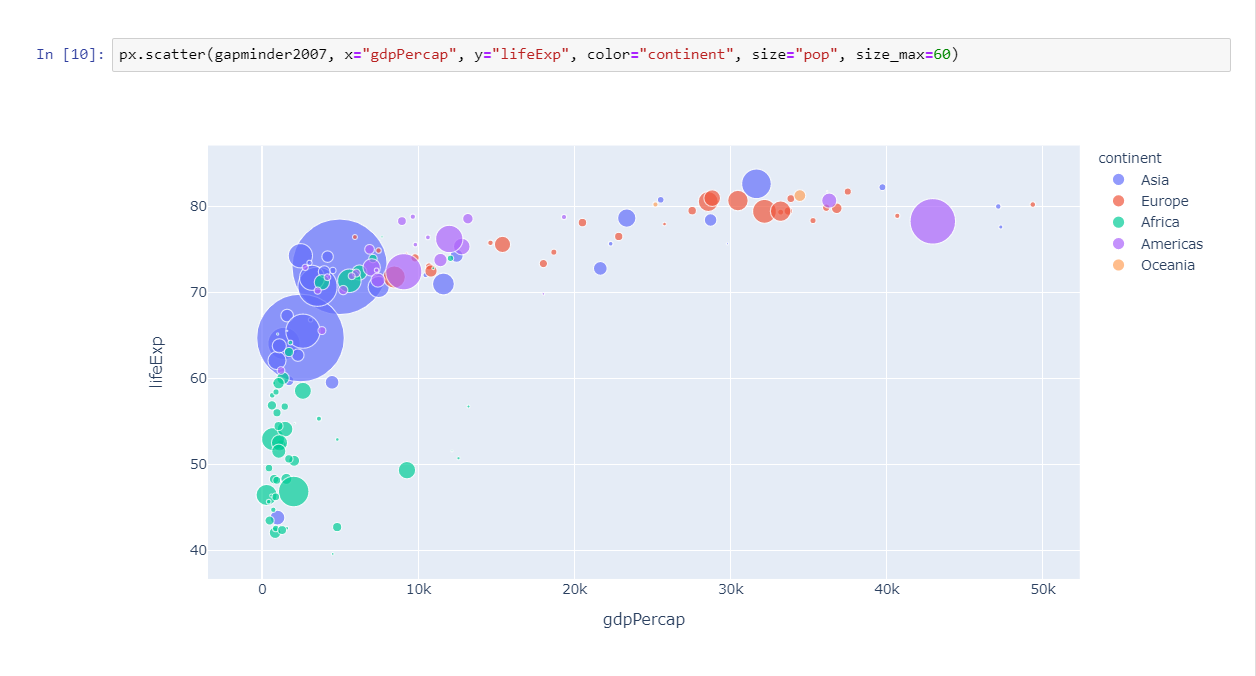 In [10]: px.scatter(gapminder2007, x="gdpPercap", y="lifeExp", color="continent", size="pop", size_max=60)
continent
Asia
Europe
Africa
Americas
Oceania
80
70
60
50
40
lifeExp
0 10k 20k 30k 40k 50k
gdpPercap